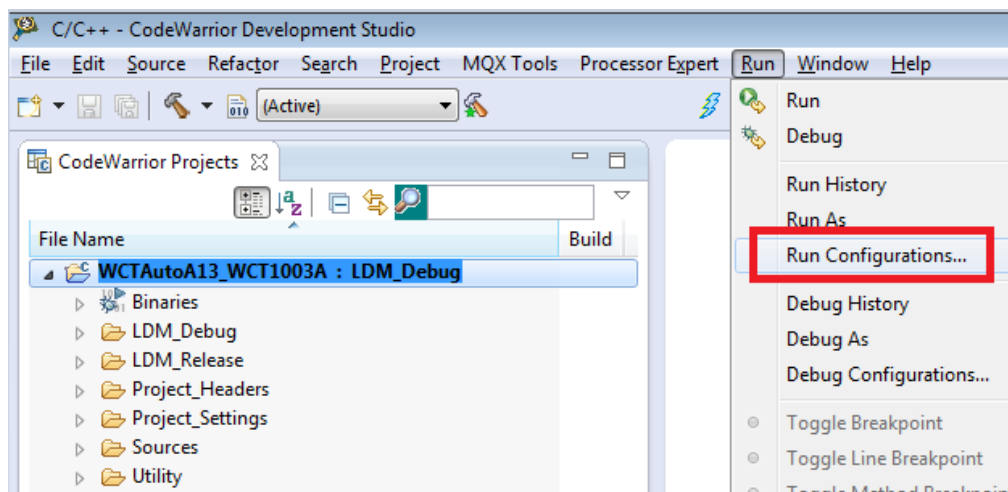 C/C++ - CodeWarrior Development Studio
File Edit Source Refactor Search Project MQX Tools Processor Expert Run Window Help
010 (Active)
Run
Debug
CodeWarrior Projects
Run History
Run As
File Name Build
Run Configurations...
WCTAutoA13_WCT1003A : LDM_Debug
Binaries
Debug History
LDM_Debug
Debug As
LDM_Release
Debug Configurations...
Project_Headers
Project_Settings
Toggle Breakpoint
Sources
Toggle Line Breakpoint
Utility